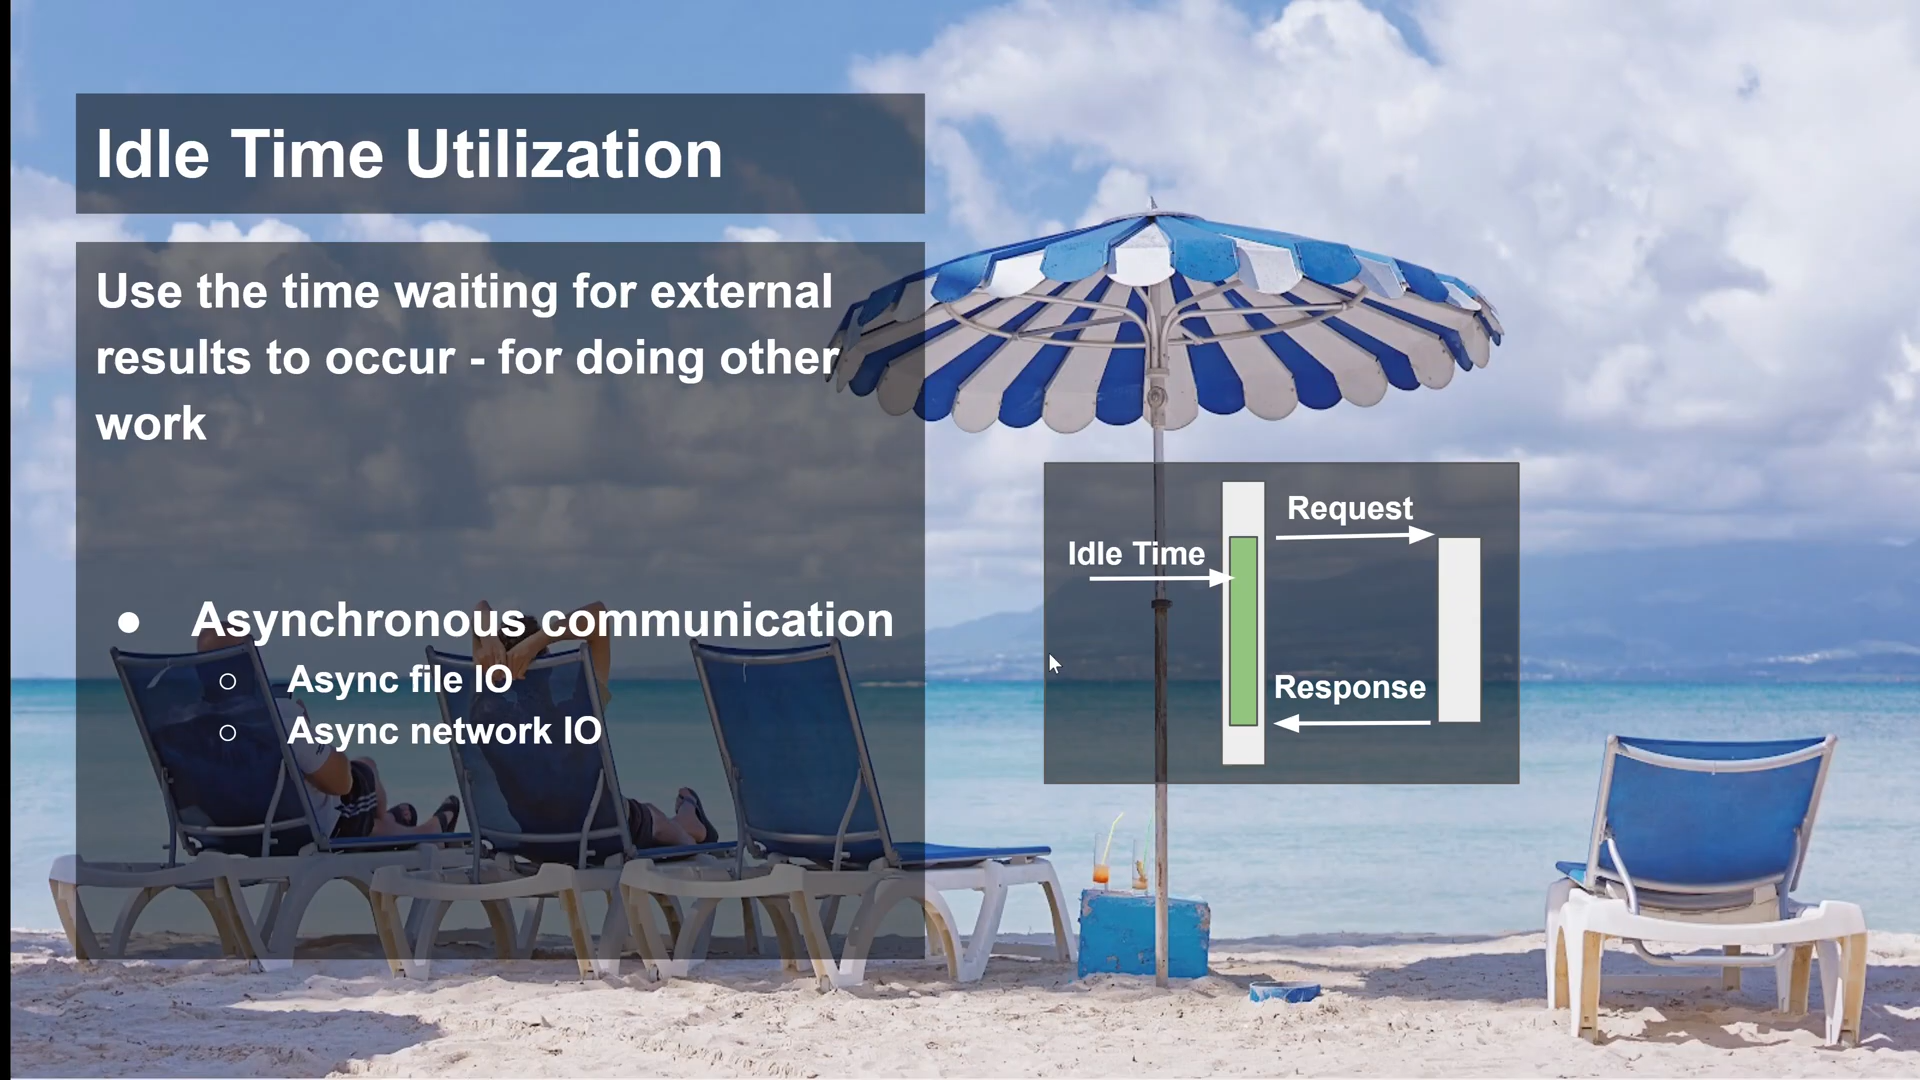 Idle Time Utilization
Use the time waiting for external
results to occur - for doing other
work
● Asynchronous communication
○ Async file IO
○ Async network IO
Request
Idle Time
Response